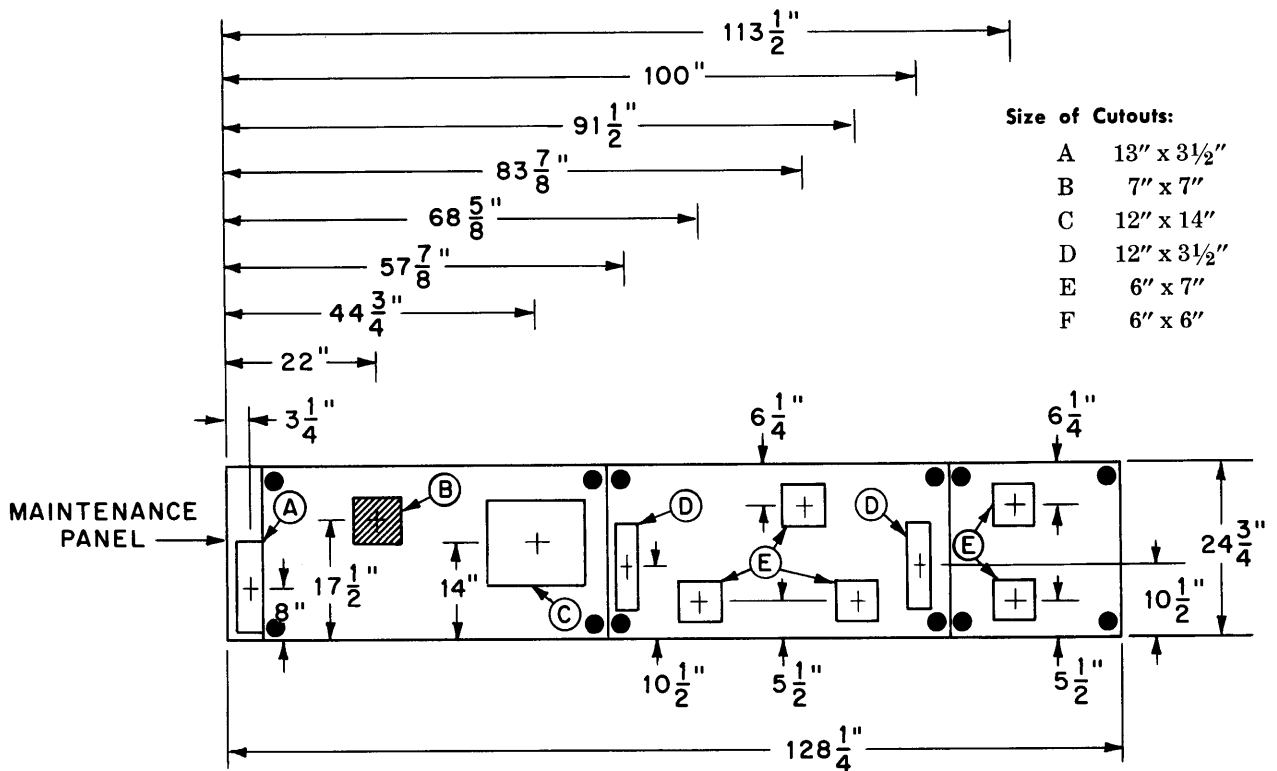 113 1/2"
100"
91 1/2"
83 7/8"
68 5/8"
57 7/8"
44 3/4"
22"
3 1/4"
Size of Cutouts:
A 13″ x 3½″
B 7″ x 7″
C 12″ x 14″
D 12″ x 3½″
E 6″ x 7″
F 6″ x 6″
6 1/4"
6 1/4"
MAINTENANCE
PANEL
A
B
D
D
E
E
C
8"
17 1/2"
14"
24 3/4"
10 1/2"
10 1/2"
5 1/2"
5 1/2"
128 1/4"